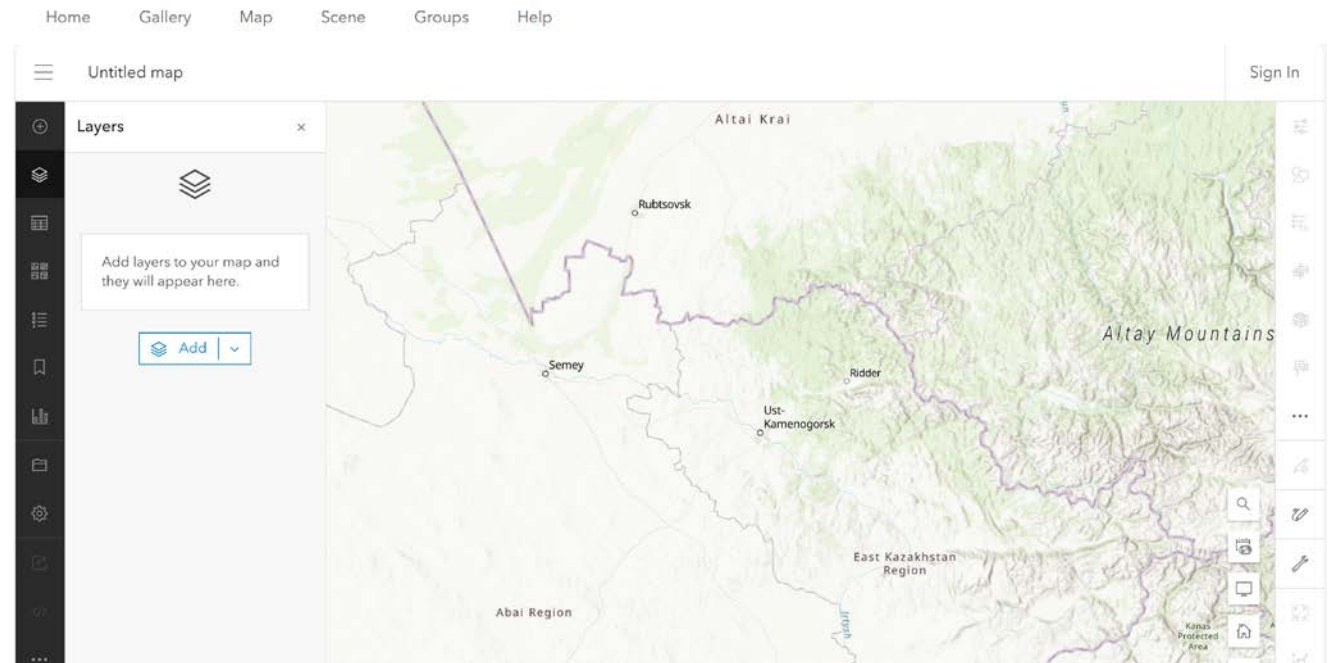 Home Gallery Map Scene Groups Help
Untitled map
Sign In
Layers
Add layers to your map and
they will appear here.
Add
Altai Krai
Rubtsovsk
Altay Mountains
Semey
Ridder
Ust-
Kamenogorsk
East Kazakhstan
Region
Abai Region
Irtysh
Kanas
Protected
Area